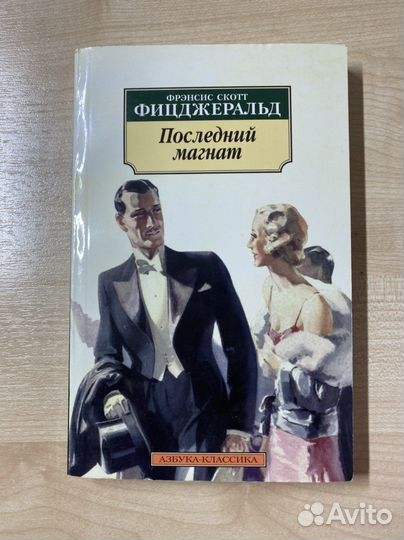 ФРЭНСИС СКОТТ
ФИЦДЖЕРАЛЬД
Последний
магнат
АЗБУКА-КЛАССИКА
Avito